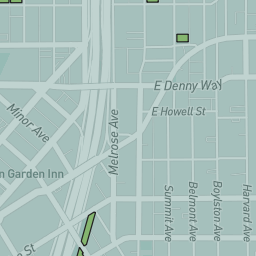 E Denny Way
E Howell St
Minor Ave
Melrose Ave
n Garden Inn
Summit Ave
Belmont Ave
Boylston Ave
Harvard Ave
e St